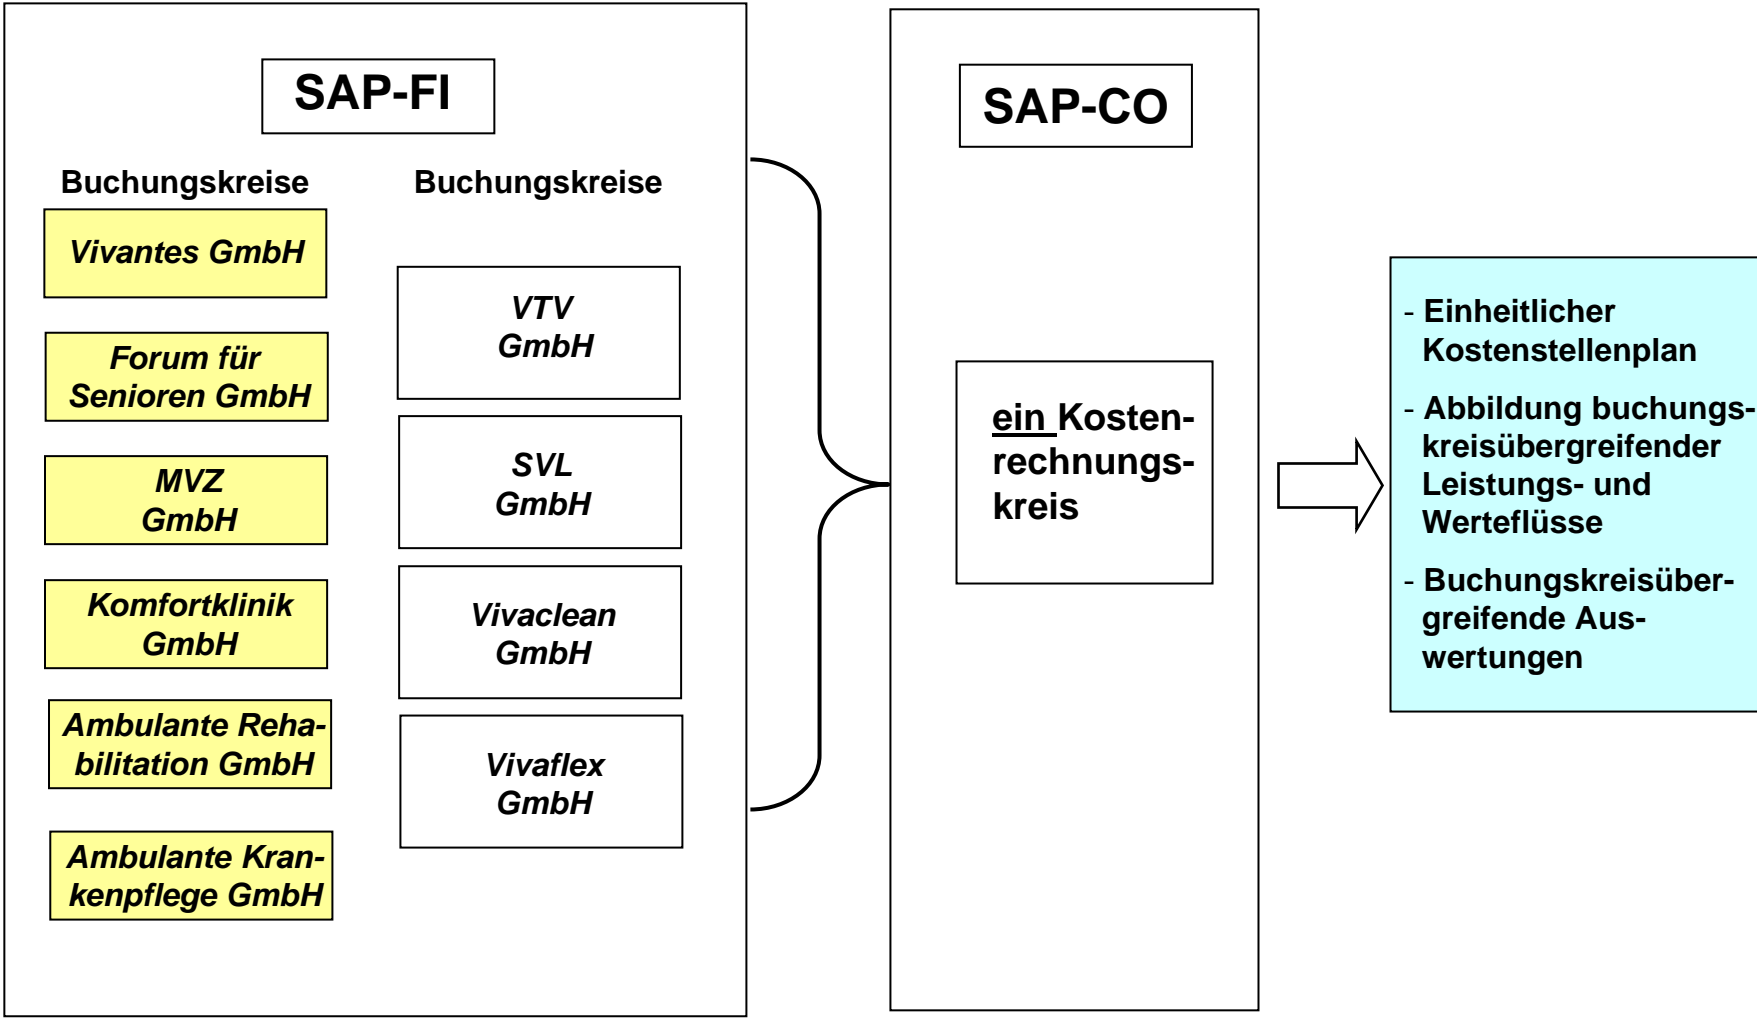 SAP-FI
Buchungskreise
Vivantes GmbH
Forum für
Senioren GmbH
MVZ
GmbH
Komfortklinik
GmbH
Ambulante Reha-
bilitation GmbH
Ambulante Kran-
kenpflege GmbH
Buchungskreise
VTV
GmbH
SVL
GmbH
Vivaclean
GmbH
Vivaflex
GmbH
SAP-CO
ein Kosten-
rechnungs-
kreis
- Einheitlicher
Kostenstellenplan
- Abbildung buchungs-
kreisübergreifender
Leistungs- und
Werteflüsse
- Buchungskreisüber-
greifende Aus-
wertungen